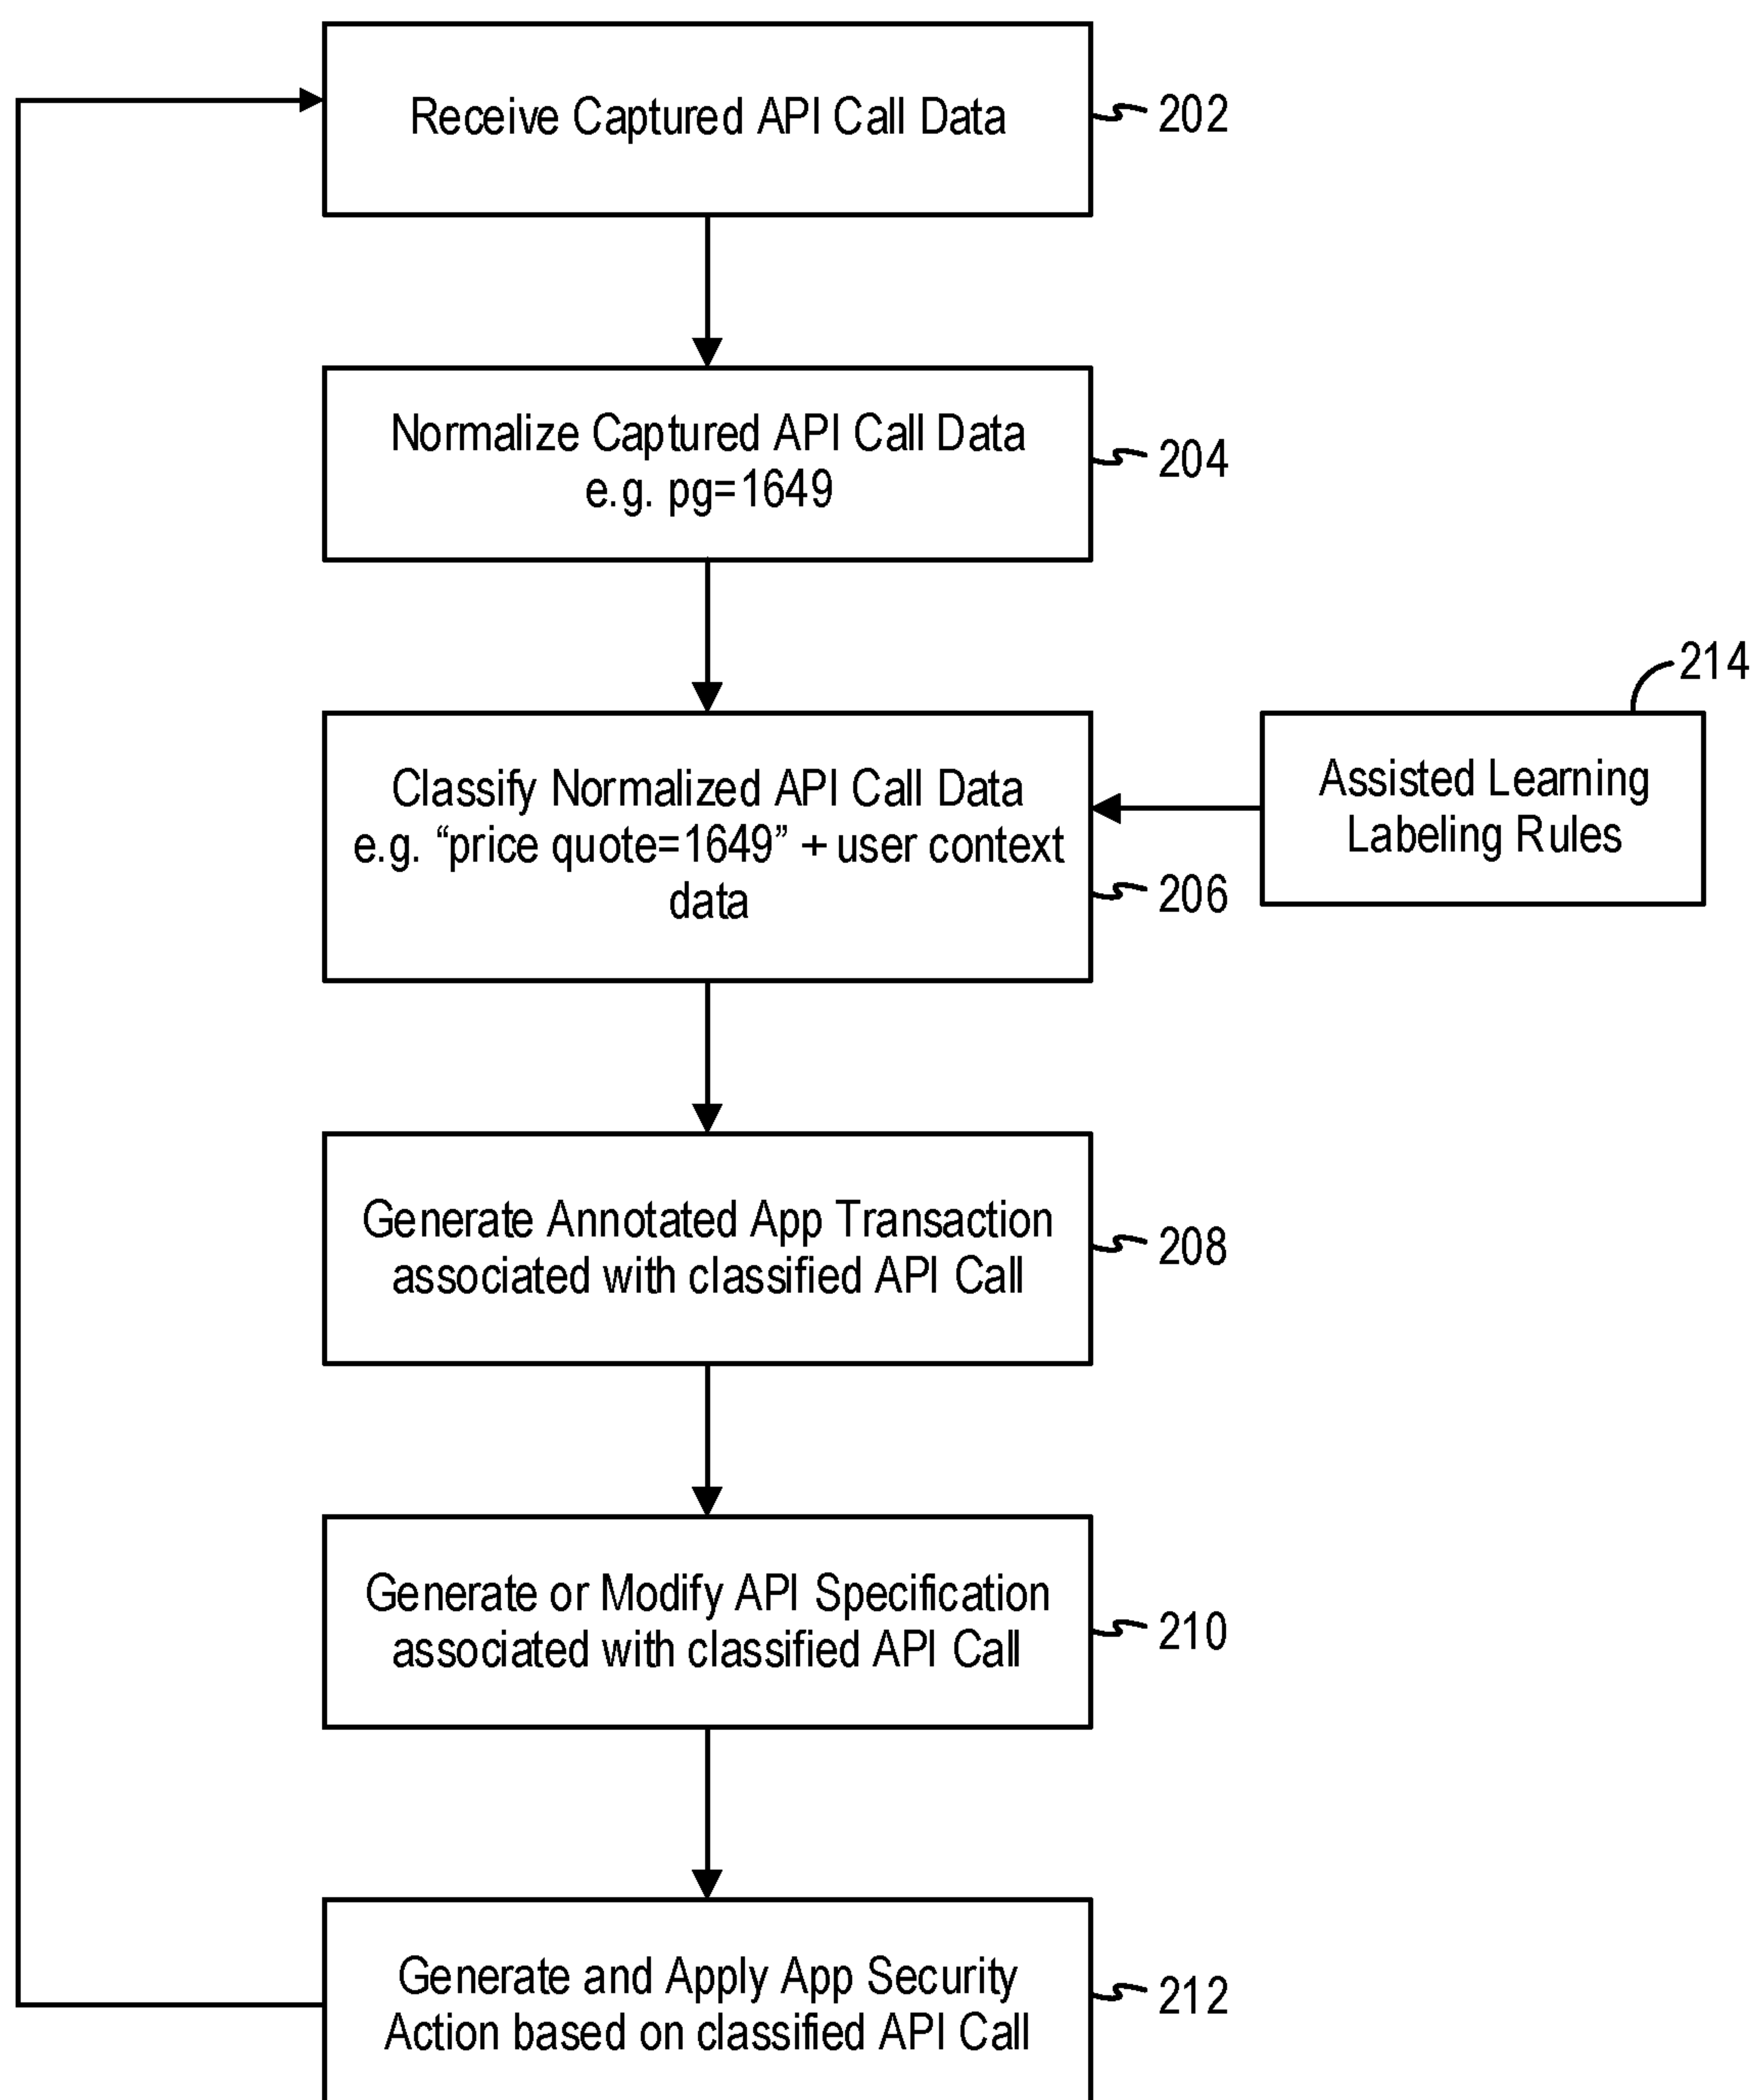 Receive Captured API Call Data
202
Normalize Captured API Call Data
e.g. pg=1649
204
214
Classify Normalized API Call Data
e.g. “price quote=1649” + user context
data
206
Assisted Learning
Labeling Rules
Generate Annotated App Transaction
associated with classified API Call
208
Generate or Modify API Specification
associated with classified API Call
210
Generate and Apply App Security
Action based on classified API Call
212